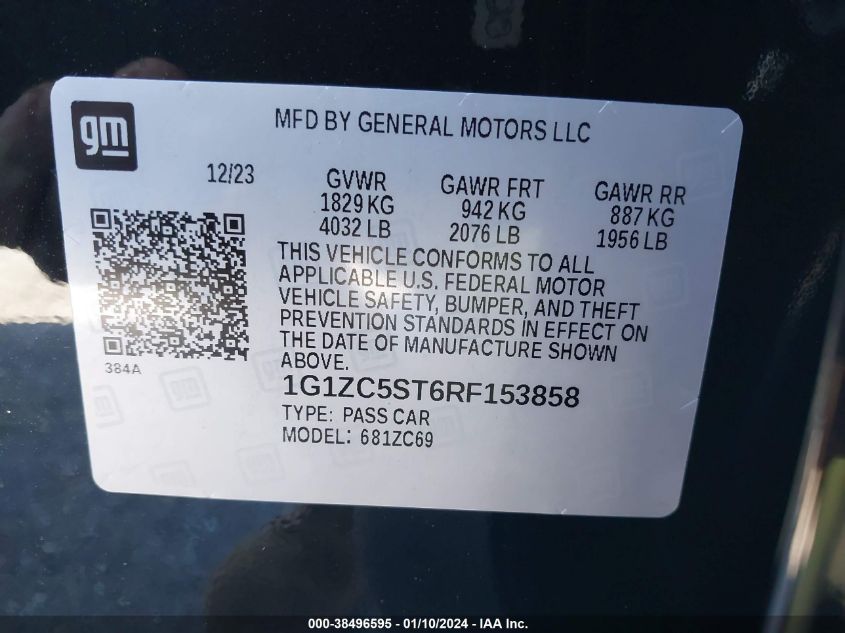 gm
MFD BY GENERAL MOTORS LLC
12/23
GVWR
1829 KG
4032 LB
GAWR FRT
942 KG
2076 LB
GAWR RR
887 KG
1956 LB
THIS VEHICLE CONFORMS TO ALL
APPLICABLE U.S. FEDERAL MOTOR
VEHICLE SAFETY, BUMPER, AND THEFT
PREVENTION STANDARDS IN EFFECT ON
THE DATE OF MANUFACTURE SHOWN
ABOVE.
384A
1G1ZC5ST6RF153858
TYPE: PASS CAR
MODEL: 681ZC69
000-38496595 — 01/10/2024 — IAA Inc.